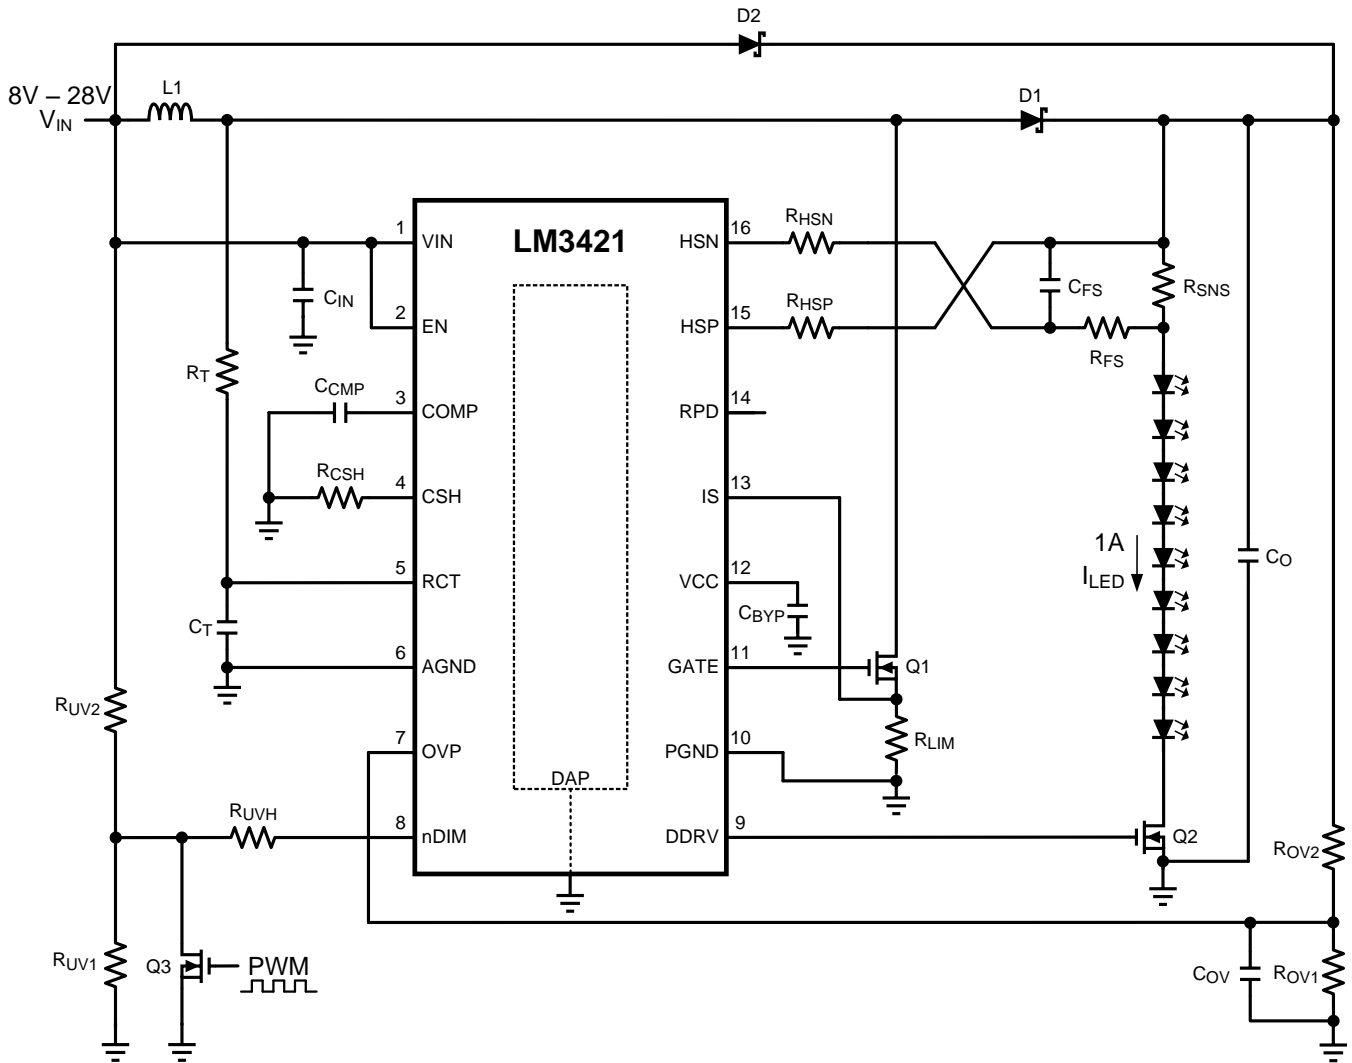 D2
8V – 28V
VIN
L1
D1
LM3421
1
VIN
16
HSN
RHSN
CIN
CFS
RSNS
2
EN
15
HSP
RHSP
RFS
RT
CCMP
3
COMP
14
RPD
RCSH
4
CSH
13
IS
1A
ILED
CO
5
RCT
12
VCC
CBYP
CT
6
AGND
11
GATE
Q1
RUV2
RLIM
7
OVP
10
PGND
DAP
RUVH
8
nDIM
9
DDRV
Q2
ROV2
RUV1
Q3
PWM
COV
ROV1